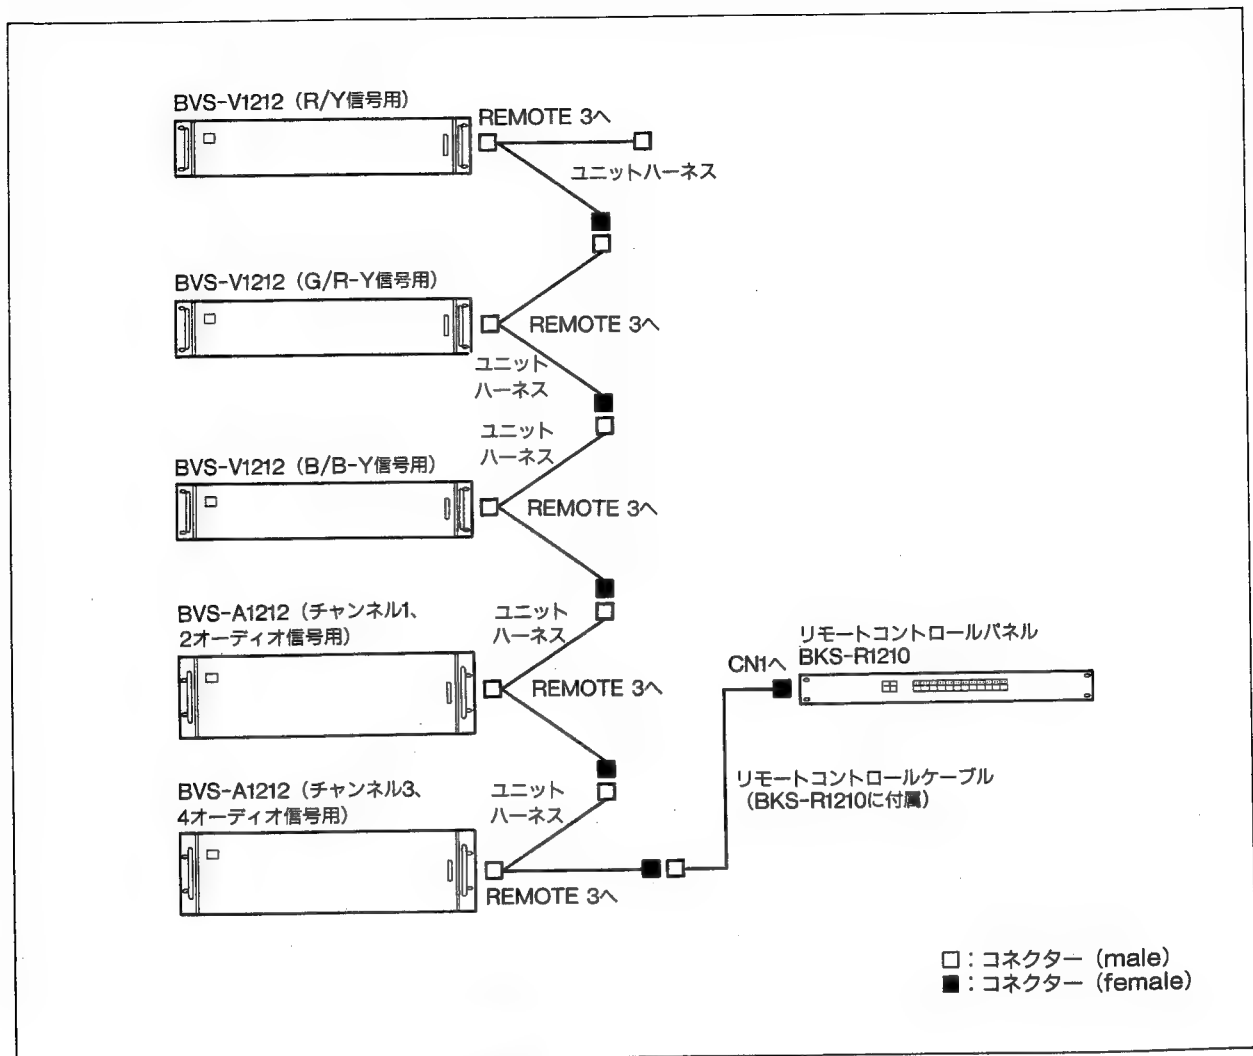 BVS-V1212（R/Y信号用）
REMOTE 3へ
ユニットハーネス
BVS-V1212（G/R-Y信号用）
REMOTE 3へ
ユニット
ハーネス
ユニット
ハーネス
BVS-V1212（B/B-Y信号用）
REMOTE 3へ
BVS-A1212（チャンネル1、
2オーディオ信号用）
ユニット
ハーネス
REMOTE 3へ
リモートコントロールパネル
BKS-R1210
CN1へ
リモートコントロールケーブル
（BKS-R1210に付属）
BVS-A1212（チャンネル3、
4オーディオ信号用）
ユニット
ハーネス
REMOTE 3へ
□：コネクター（male）
■：コネクター（female）